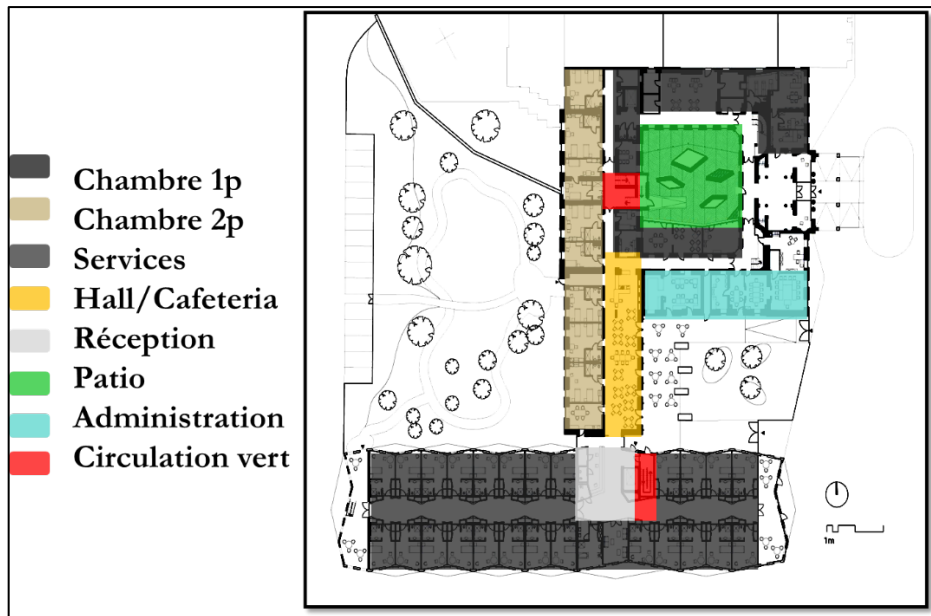 Chambre 1p
Chambre 2p
Services
Hall/Cafeteria
Réception
Patio
Administration
Circulation vert
1m